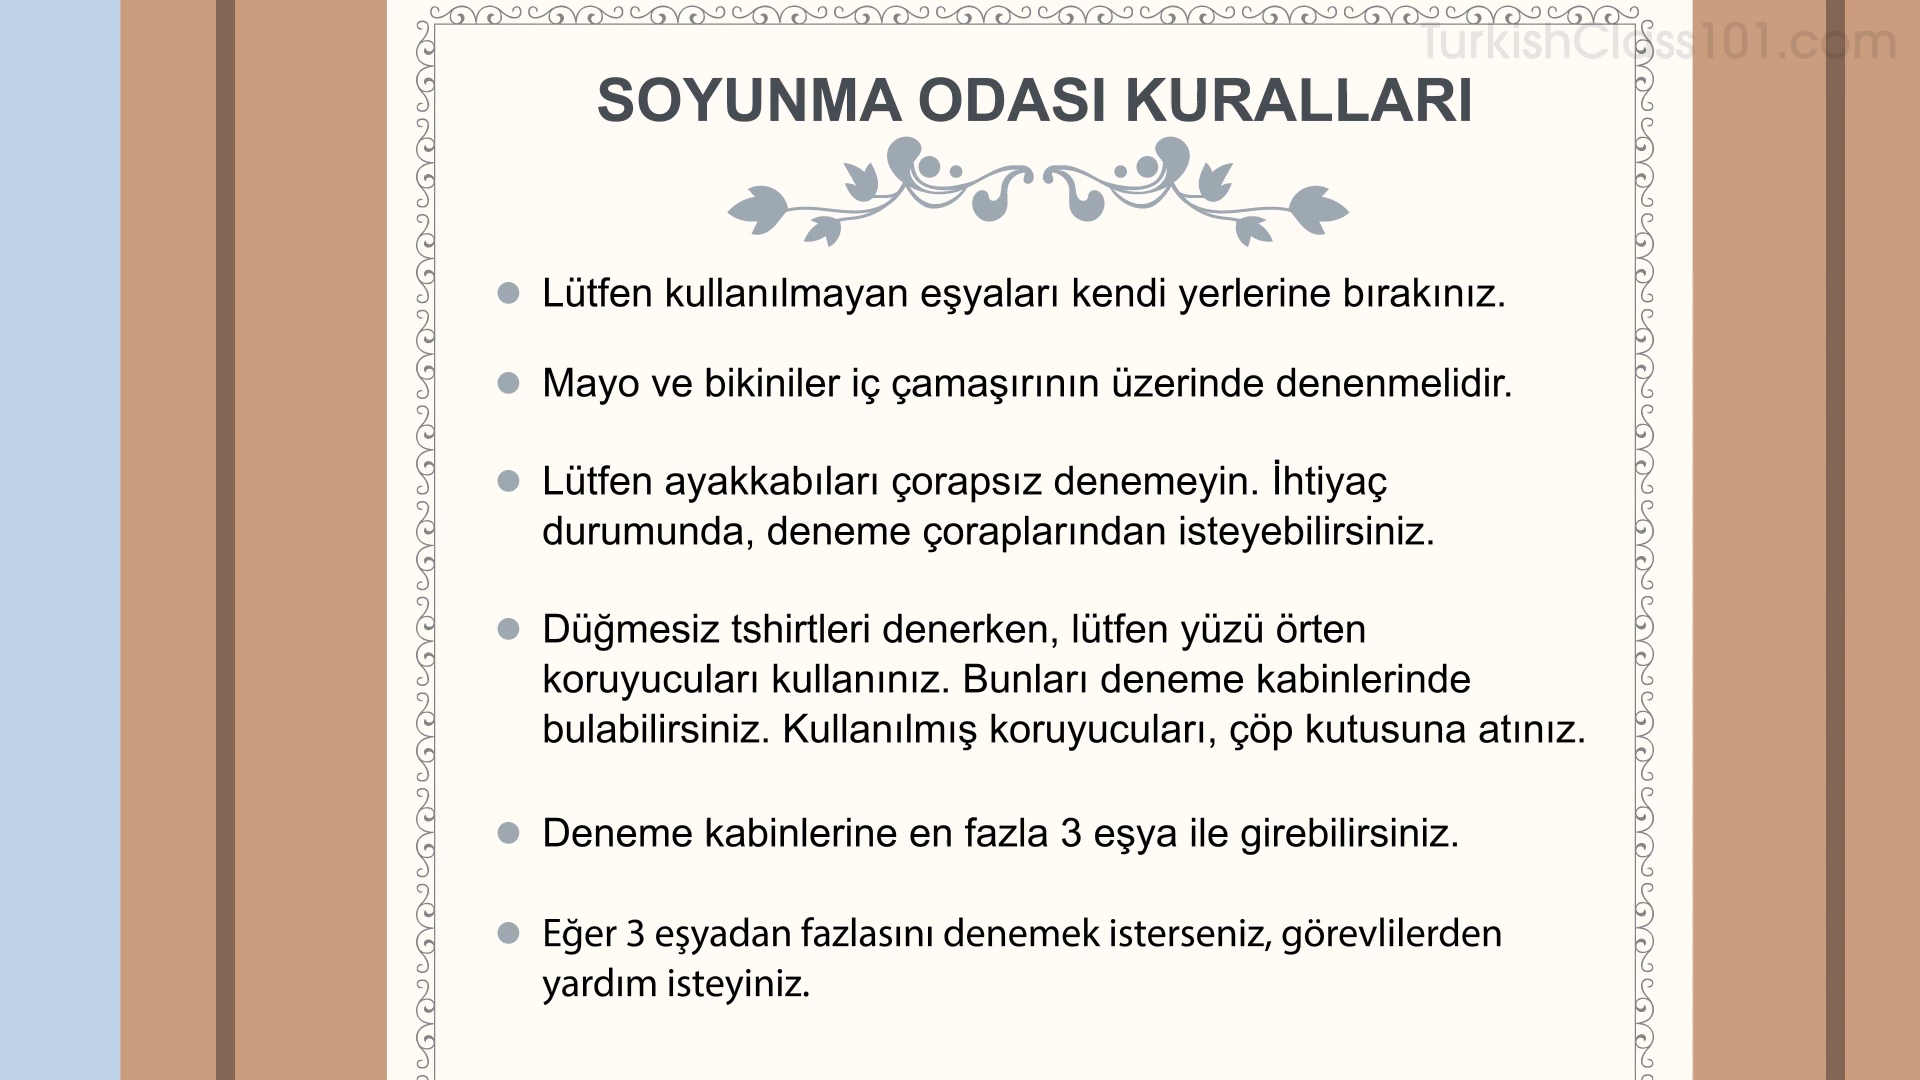 TurkishClass101.com
SOYUNMA ODASI KURALLARI
Lütfen kullanılmayan eşyaları kendi yerlerine bırakınız.
Mayo ve bikiniler iç çamaşırının üzerinde denenmelidir.
Lütfen ayakkabıları çorapsız denemeyin. İhtiyaç
durumunda, deneme çoraplarından isteyebilirsiniz.
Düğmesiz tshirtleri denerken, lütfen yüzü örten
koruyucuları kullanınız. Bunları deneme kabinlerinde
bulabilirsiniz. Kullanılmış koruyucuları, çöp kutusuna atınız.
Deneme kabinlerine en fazla 3 eşya ile girebilirsiniz.
Eğer 3 eşyadan fazlasını denemek isterseniz, görevlilerden
yardım isteyiniz.